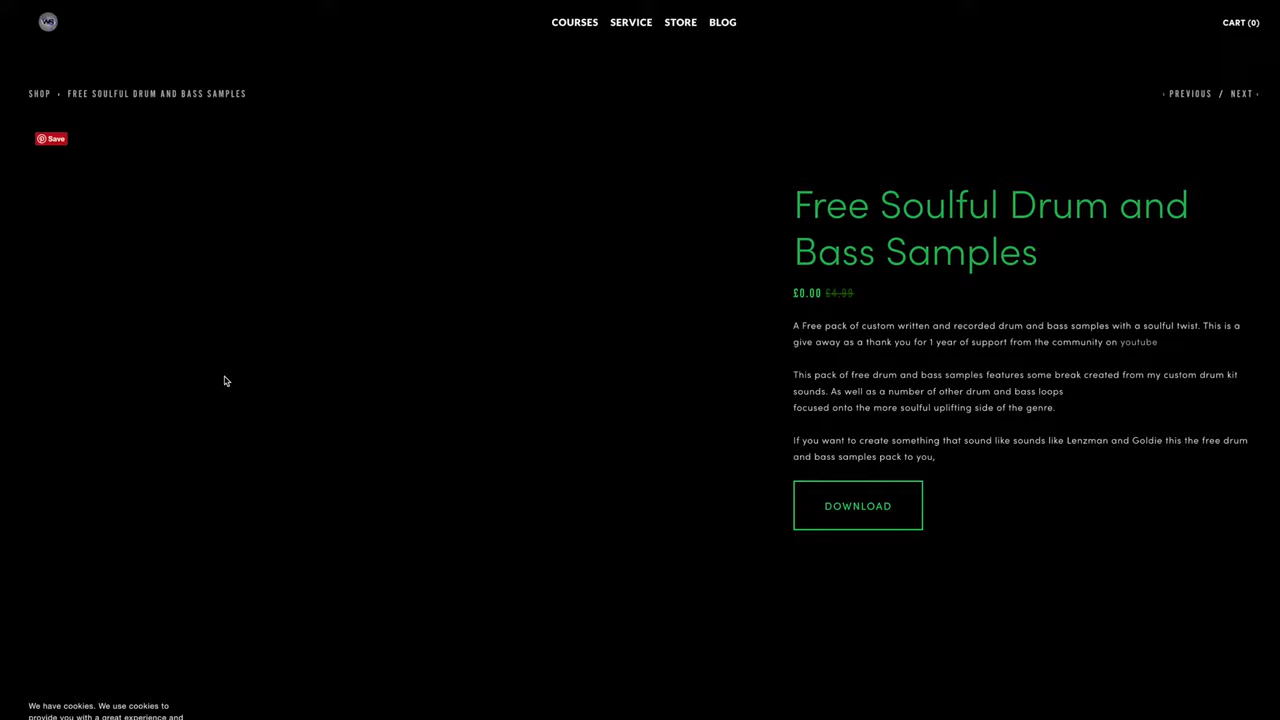 WS
COURSES SERVICE STORE BLOG
CART (0)
SHOP › FREE SOULFUL DRUM AND BASS SAMPLES
‹ PREVIOUS / NEXT ›
Save
Free Soulful Drum and
Bass Samples
£0.00 £4.99
A Free pack of custom written and recorded drum and bass samples with a soulful twist. This is a
give away as a thank you for 1 year of support from the community on youtube
This pack of free drum and bass samples features some break created from my custom drum kit
sounds. As well as a number of other drum and bass loops
focused onto the more soulful uplifting side of the genre.
If you want to create something that sound like sounds like Lenzman and Goldie this the free drum
and bass samples pack to you,
DOWNLOAD
We have cookies. We use cookies to
provide you with a great experience and